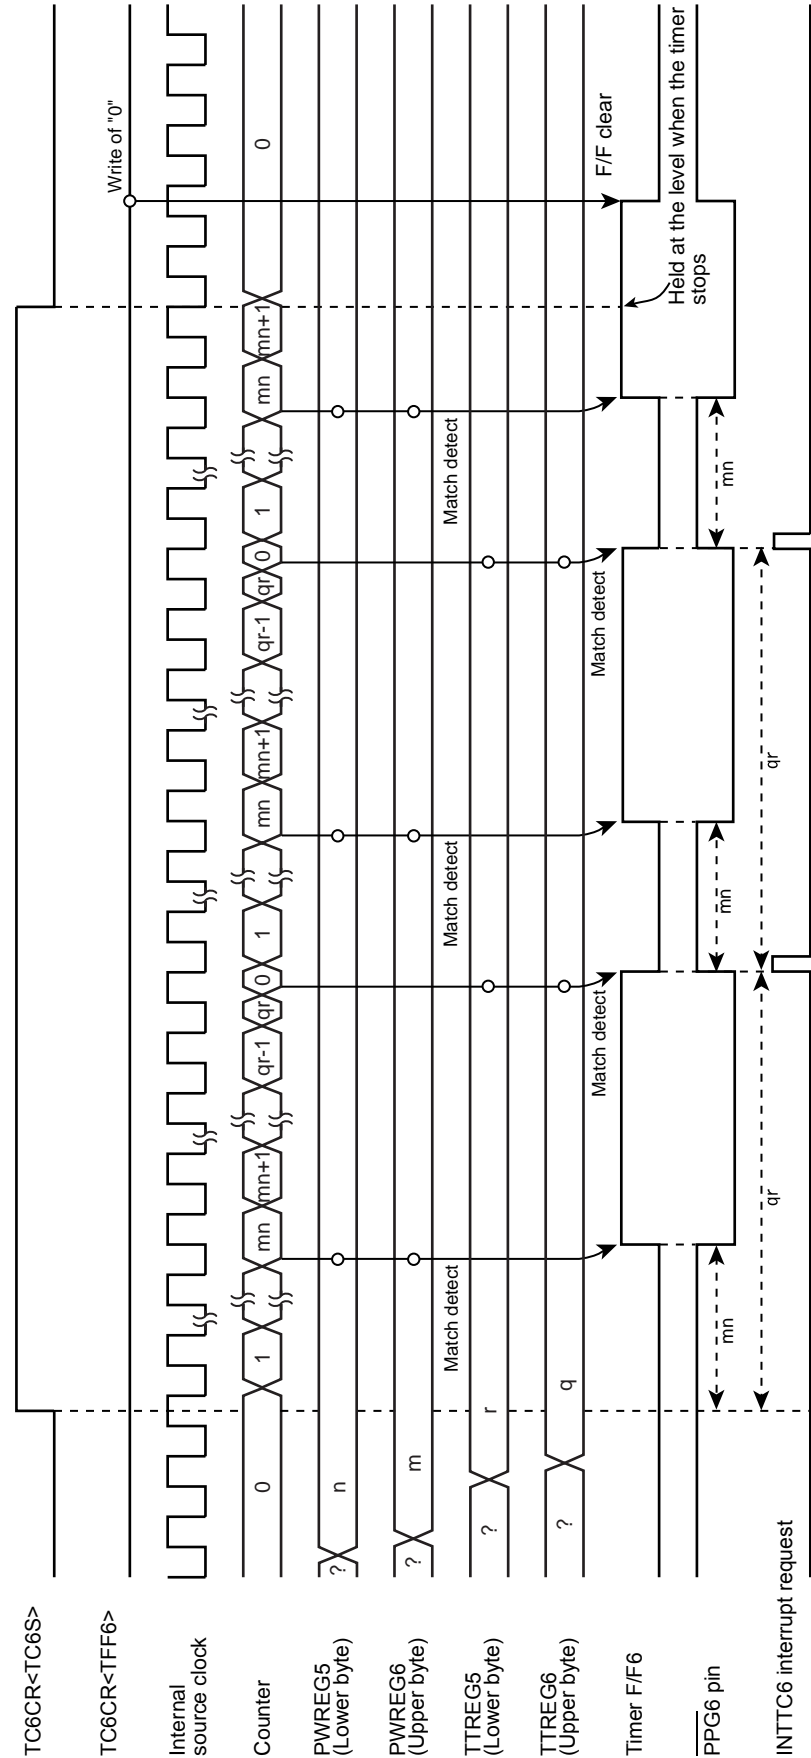 TC6CR<TC6S>
TC6CR<TFF6>
Write of "0"
Internal
source clock
Counter
0
1
mn
mn+1
qr-1
qr
0
1
mn
mn+1
qr-1
qr
0
1
mn
mn+1
0
PWREG5
(Lower byte)
?
n
PWREG6
(Upper byte)
?
m
Match detect
Match detect
Match detect
TTREG5
(Lower byte)
?
r
TTREG6
(Upper byte)
?
q
Match detect
Match detect
F/F clear
Timer F/F6
Held at the level when the timer
stops
PPG6 pin
mn
mn
mn
qr
qr
INTTC6 interrupt request